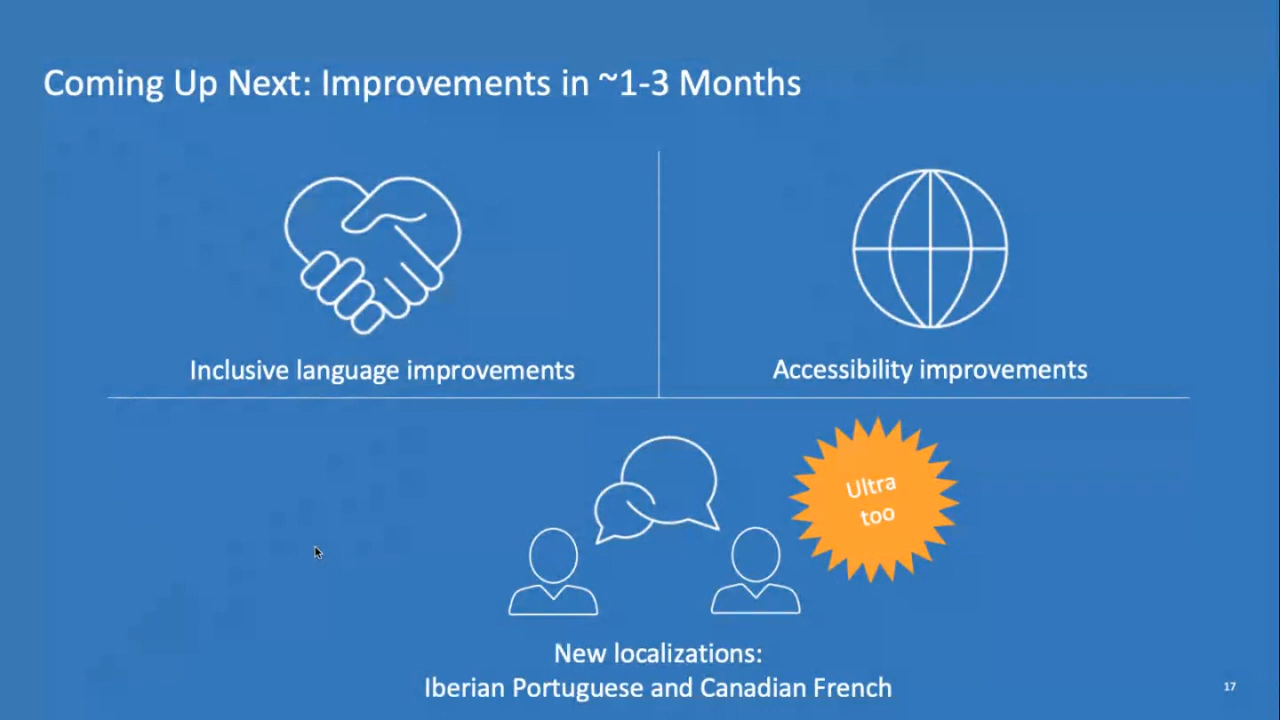 Coming Up Next: Improvements in ~1-3 Months
Inclusive language improvements
Accessibility improvements
Ultra
too
New localizations:
Iberian Portuguese and Canadian French
17